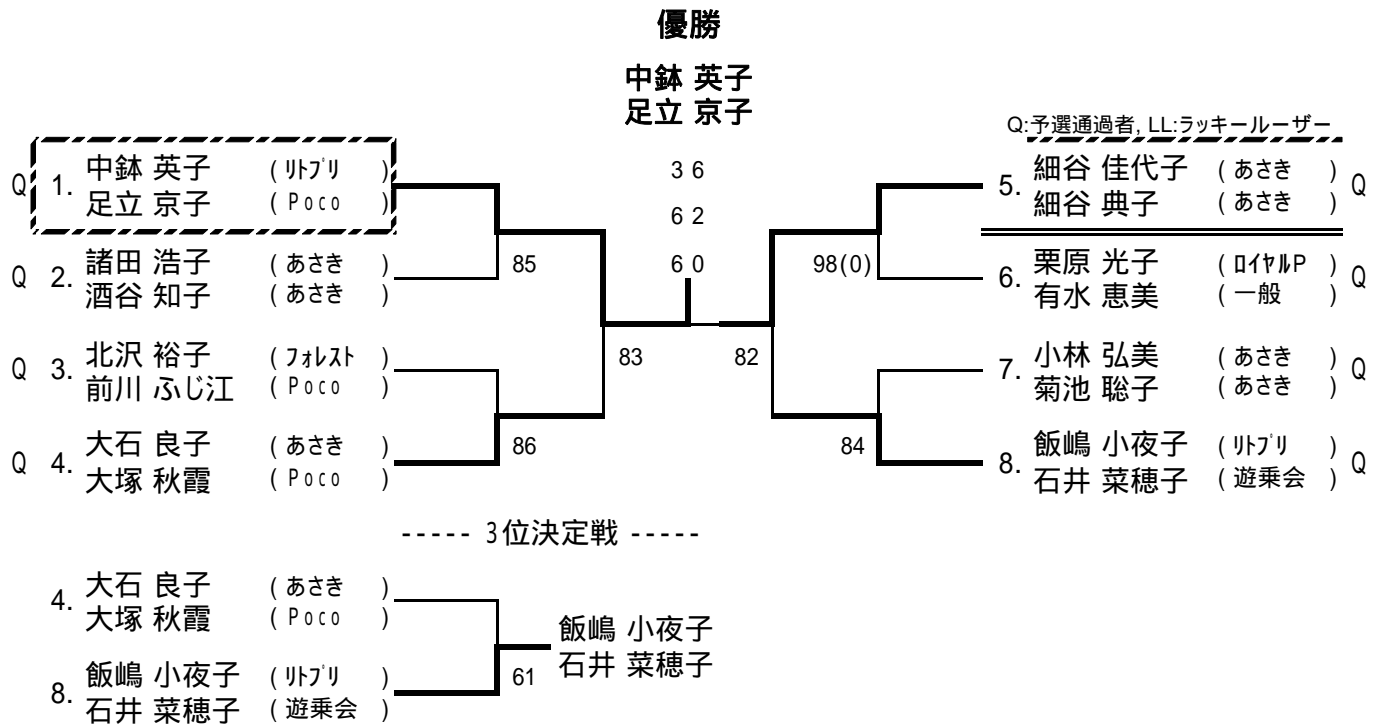 優勝
中鉢 英子
足立 京子
Q:予選通過者, LL:ラッキールーザー
Q 1. 中鉢 英子 ( ﾘﾄﾌﾟﾘ )
足立 京子 ( Poco )
Q 2. 諸田 浩子 ( あさき )
酒谷 知子 ( あさき )
85
Q 3. 北沢 裕子 ( ﾌｫﾚｽﾄ )
前川 ふじ江 ( Poco )
Q 4. 大石 良子 ( あさき )
大塚 秋霞 ( Poco )
86
83
3 6
6 2
6 0
82
5. 細谷 佳代子 ( あさき ) Q
細谷 典子 ( あさき )
98(0)
6. 栗原 光子 ( ﾛｲﾔﾙP ) Q
有水 恵美 ( 一般 )
7. 小林 弘美 ( あさき ) Q
菊池 聡子 ( あさき )
84
8. 飯嶋 小夜子 ( ﾘﾄﾌﾟﾘ ) Q
石井 菜穂子 ( 遊乗会 )
----- 3位決定戦 -----
4. 大石 良子 ( あさき )
大塚 秋霞 ( Poco )
8. 飯嶋 小夜子 ( ﾘﾄﾌﾟﾘ )
石井 菜穂子 ( 遊乗会 )
61
飯嶋 小夜子
石井 菜穂子